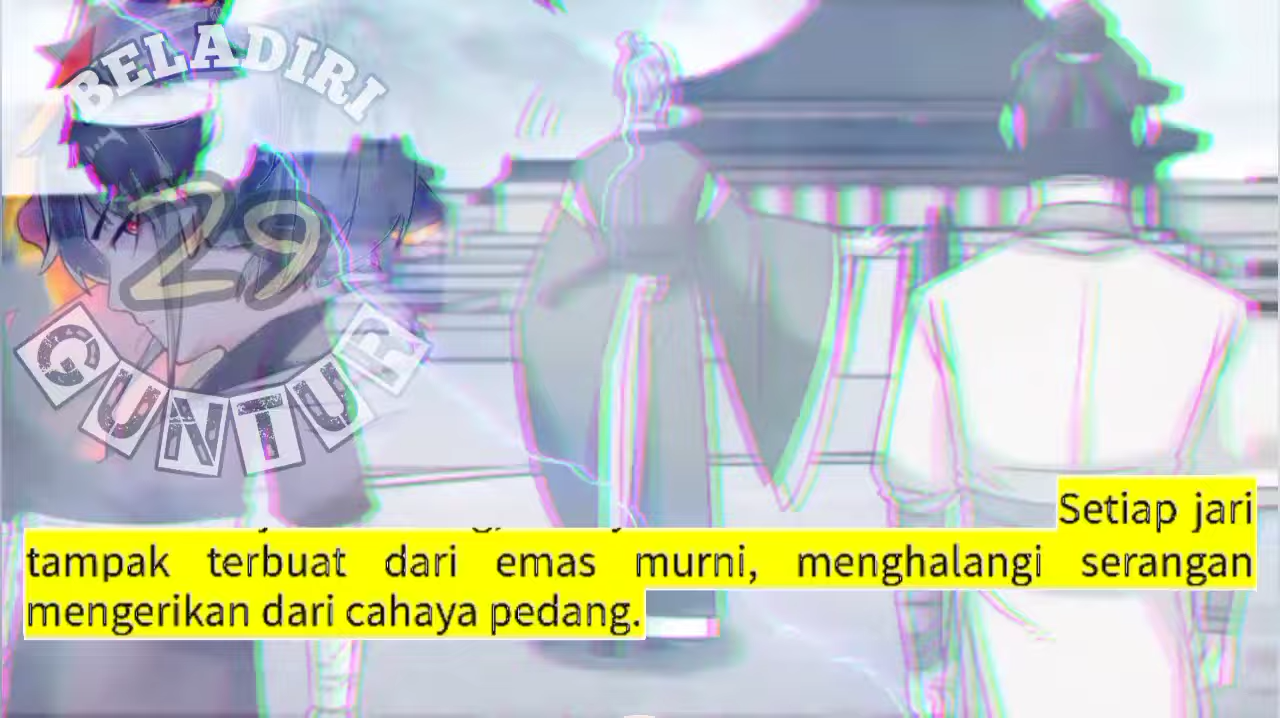 BELADIRI
29
GUNTUR
Setiap jari
tampak terbuat dari emas murni, menghalangi serangan
mengerikan dari cahaya pedang.